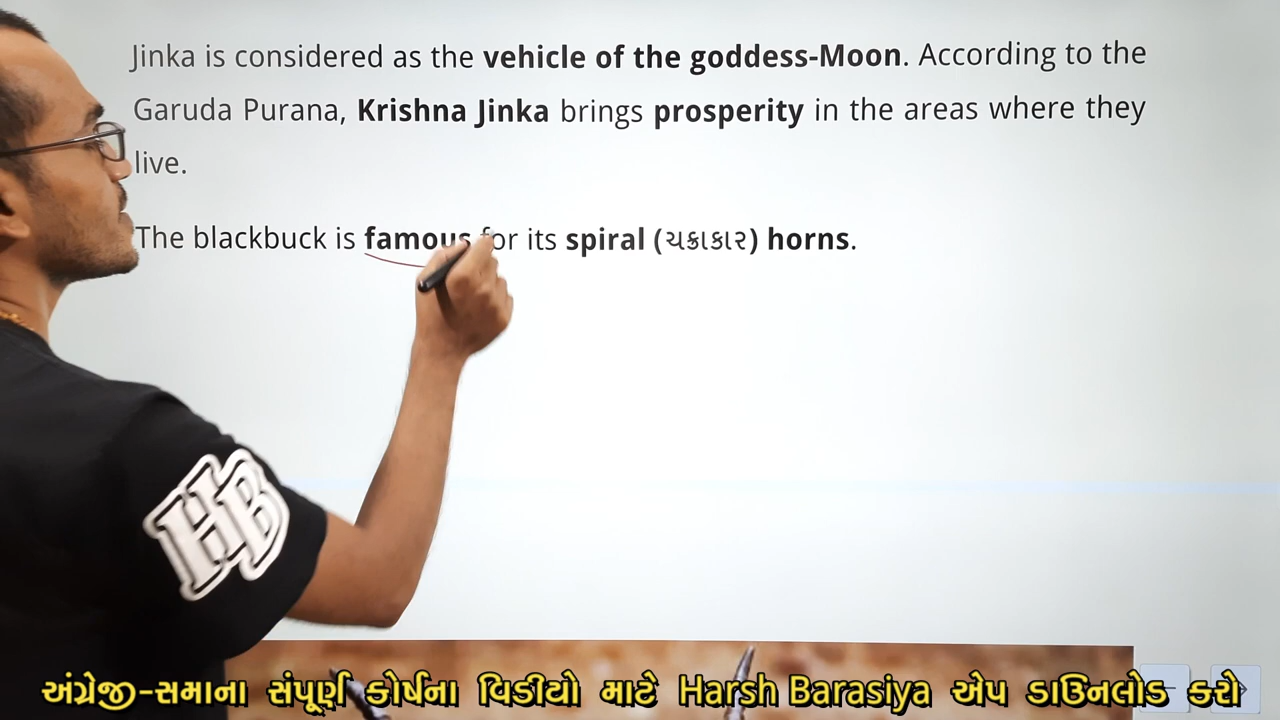 Jinka is considered as the vehicle of the goddess-Moon. According to the
Garuda Purana, Krishna Jinka brings prosperity in the areas where they
live.
The blackbuck is famous for its spiral (ચક્રાકાર) horns.
HB
અંગ્રેજી-સમાના સંપૂર્ણ કોર્ષના વિડીયો માટે Harsh Barasiya એપ ડાઉનલોડ કરો